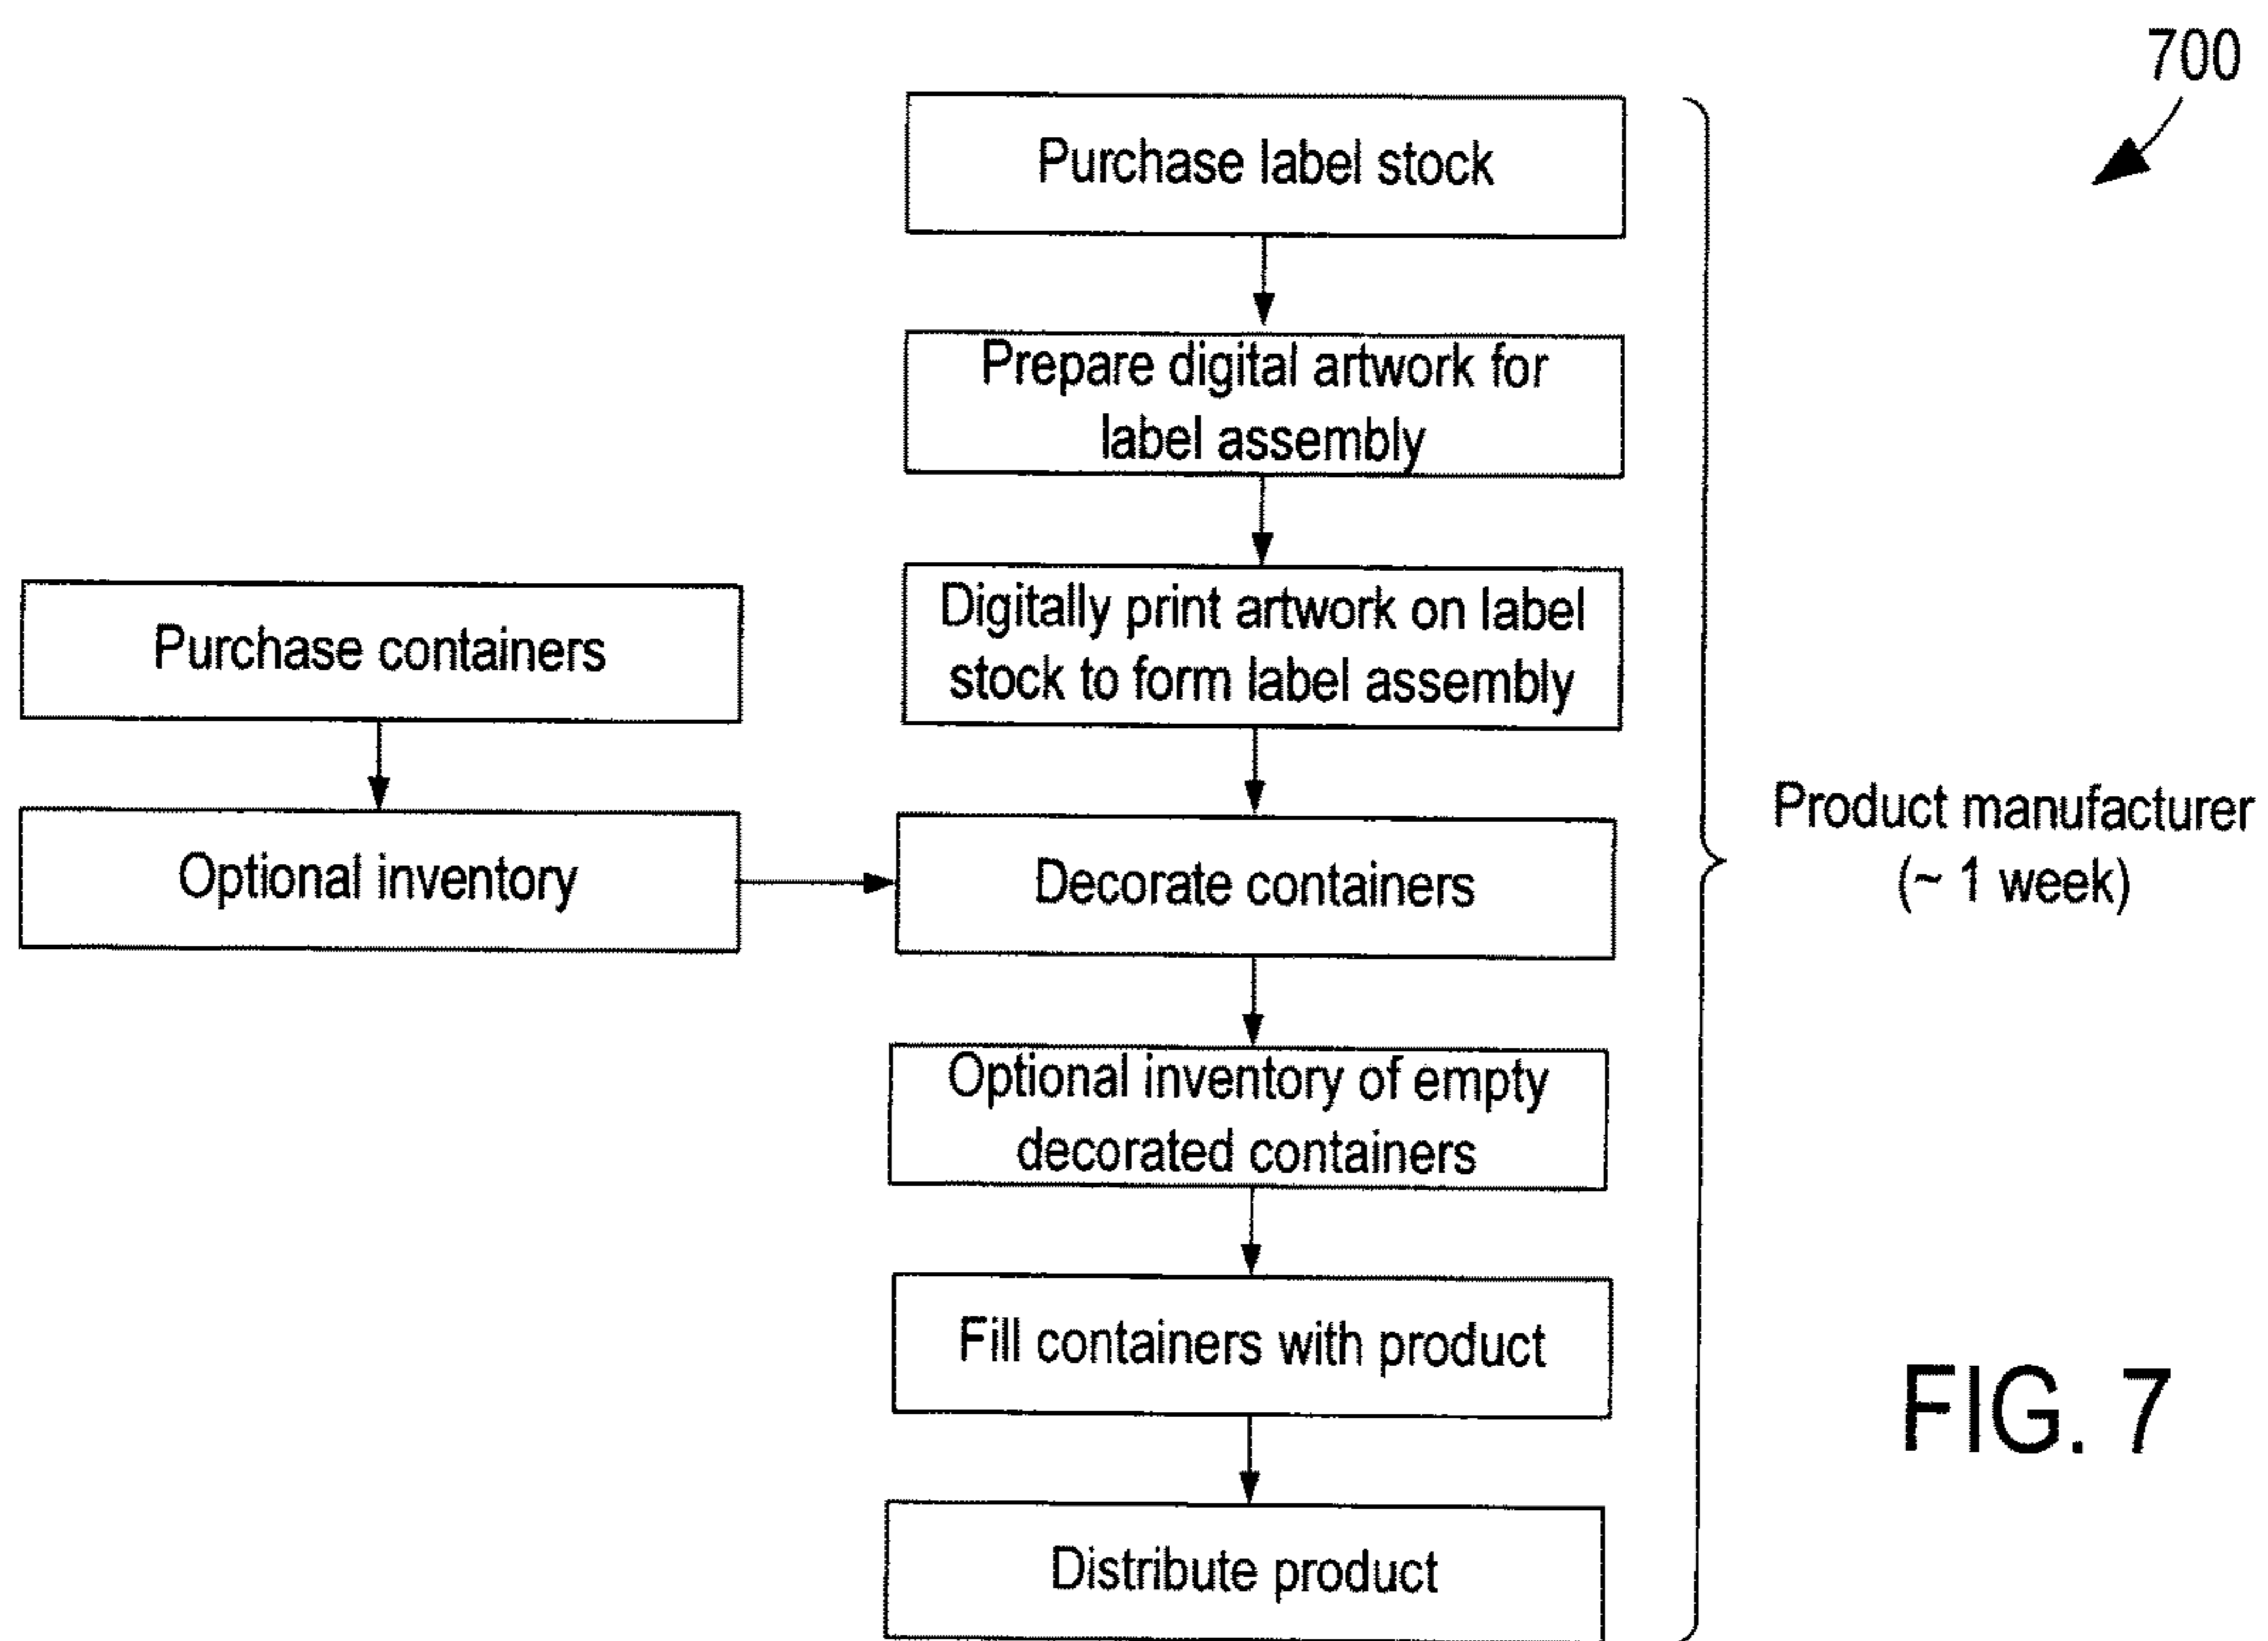 700
Purchase label stock
Prepare digital artwork for
label assembly
Digitally print artwork on label
stock to form label assembly
Purchase containers
Optional inventory
Decorate containers
Product manufacturer
(~ 1 week)
Optional inventory of empty
decorated containers
Fill containers with product
Distribute product
FIG. 7